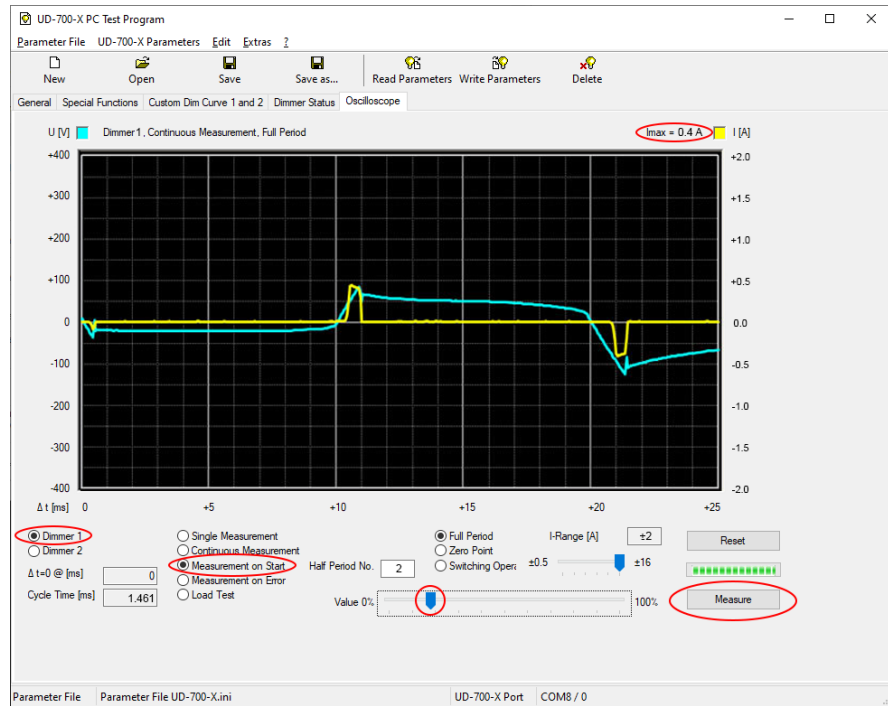 UD-700-X PC Test Program
Parameter File UD-700-X Parameters Edit Extras ?
New Open Save Save as... Read Parameters Write Parameters Delete
General Special Functions Custom Dim Curve 1 and 2 Dimmer Status Oscilloscope
U [V] Dimmer 1 , Continuous Measurement, Full Period Imax = 0.4 A I [A]
+400 +2.0
+300 +1.5
+200 +1.0
+100 +0.5
0 0.0
-100 -0.5
-200 -1.0
-300 -1.5
-400 -2.0
Δ t [ms] 0 +5 +10 +15 +20 +25
Dimmer 1 Single Measurement Full Period I-Range [A] ±2 Reset
Dimmer 2 Continuous Measurement Zero Point
Δ t=0 @ [ms] 0 Measurement on Start Half Period No. 2 Switching Opera ±0.5 ±16
Measurement on Error
Cycle Time [ms] 1.461 Load Test Value 0% 100% Measure
Parameter File Parameter File UD-700-X.ini UD-700-X Port COM8 / 0